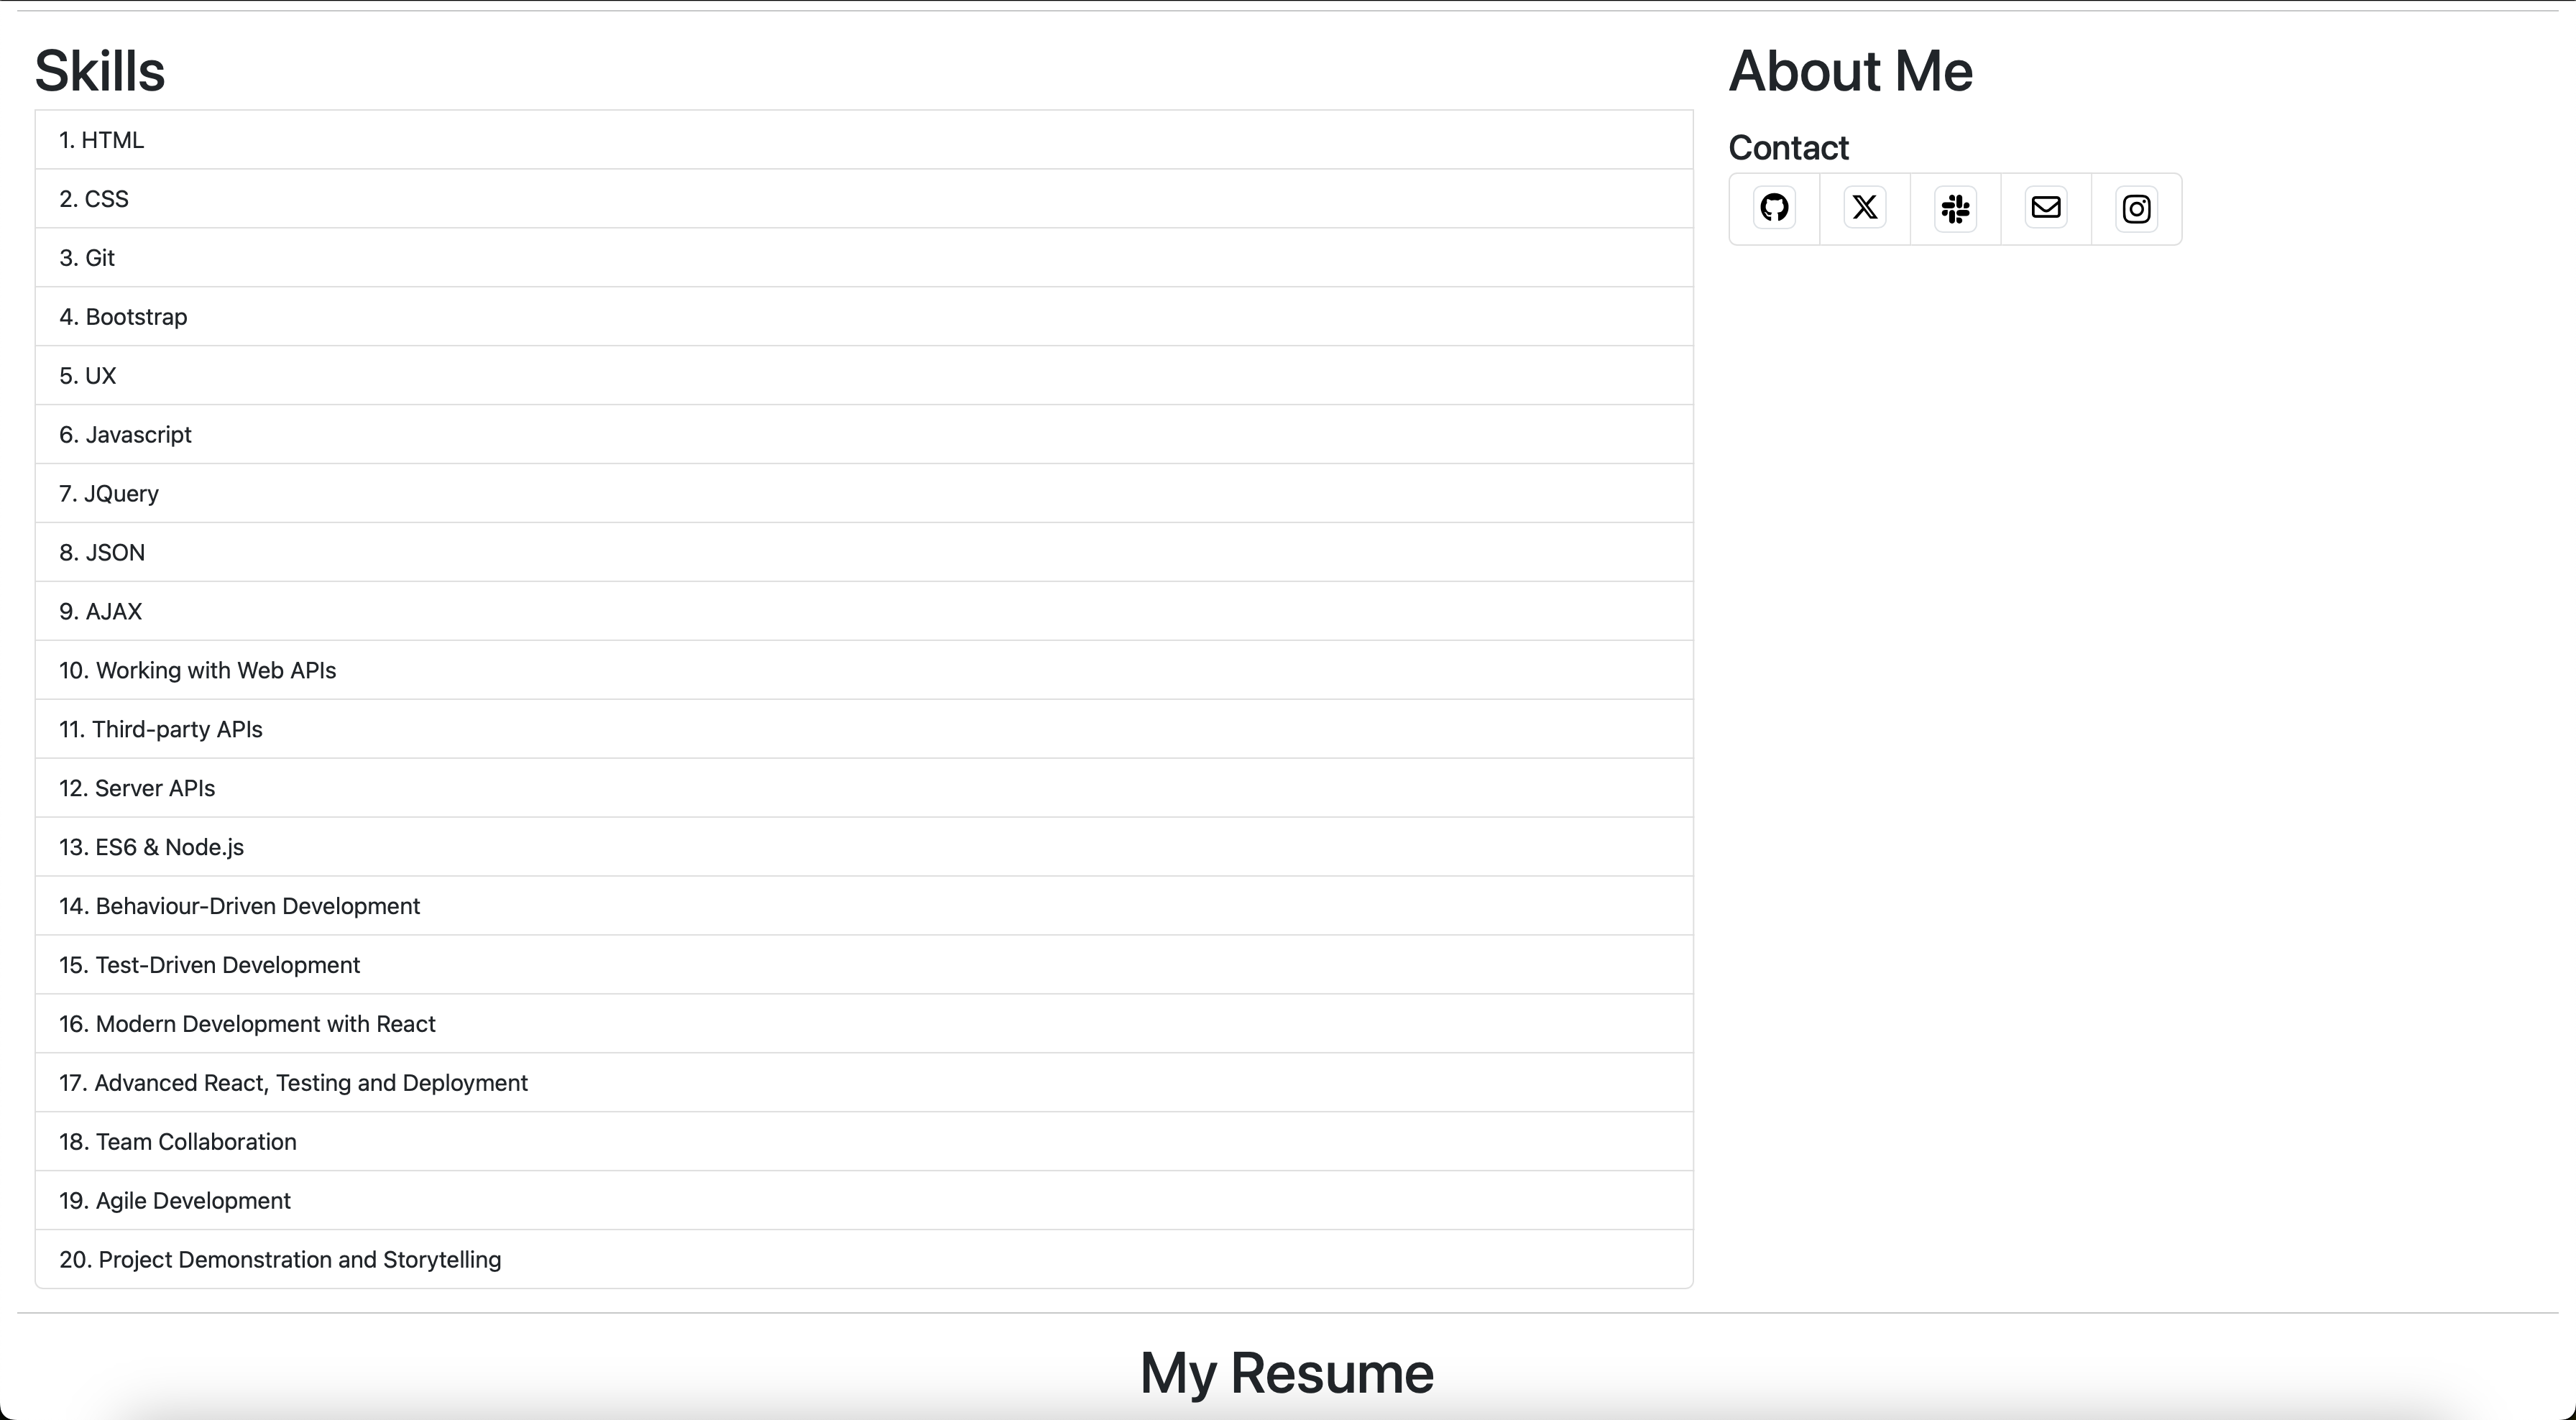 Skills
1. HTML
2. CSS
3. Git
4. Bootstrap
5. UX
6. Javascript
7. JQuery
8. JSON
9. AJAX
10. Working with Web APIs
11. Third-party APIs
12. Server APIs
13. ES6 & Node.js
14. Behaviour-Driven Development
15. Test-Driven Development
16. Modern Development with React
17. Advanced React, Testing and Deployment
18. Team Collaboration
19. Agile Development
20. Project Demonstration and Storytelling
About Me
Contact
My Resume